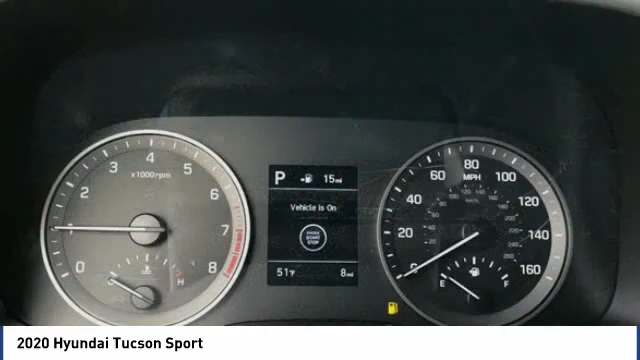 P 15mi
Vehicle is On
ENGINE
START
STOP
51°F 8mi
0 1 2 3 4 5 6 7 8
x1000rpm
H
0 20 40 60 80 100 120 140 160
MPH
E F
2020 Hyundai Tucson Sport